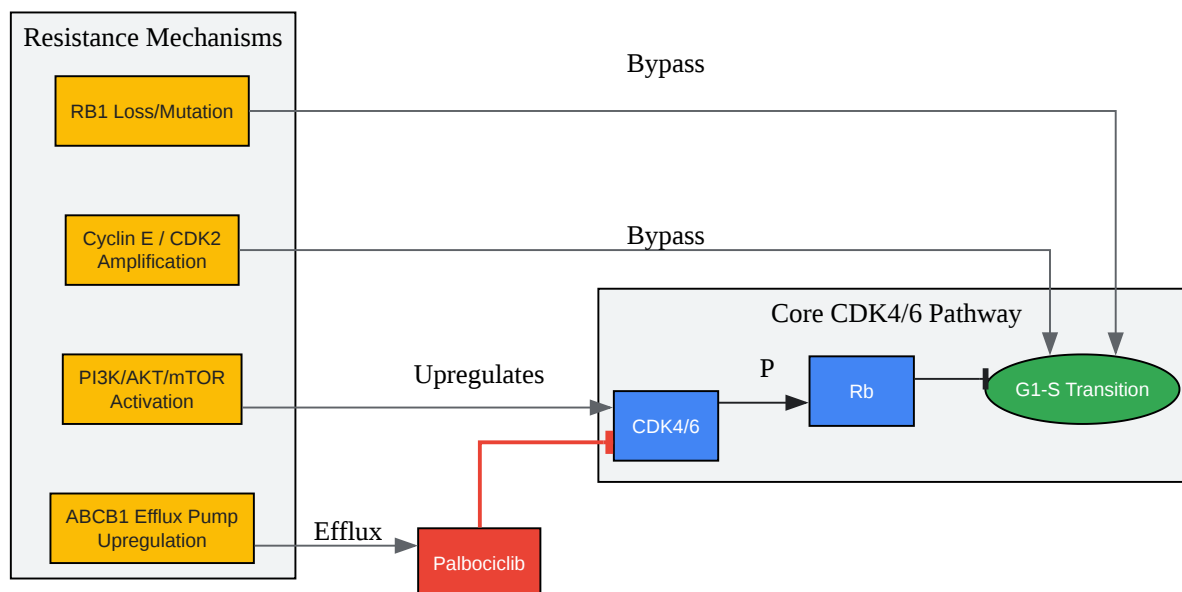 Resistance Mechanisms
RB1 Loss/Mutation
Bypass
Cyclin E / CDK2
Amplification
Bypass
Core CDK4/6 Pathway
PI3K/AKT/mTOR
Activation
Upregulates
CDK4/6
P
Rb
G1-S Transition
ABCB1 Efflux Pump
Upregulation
Efflux
Palbociclib